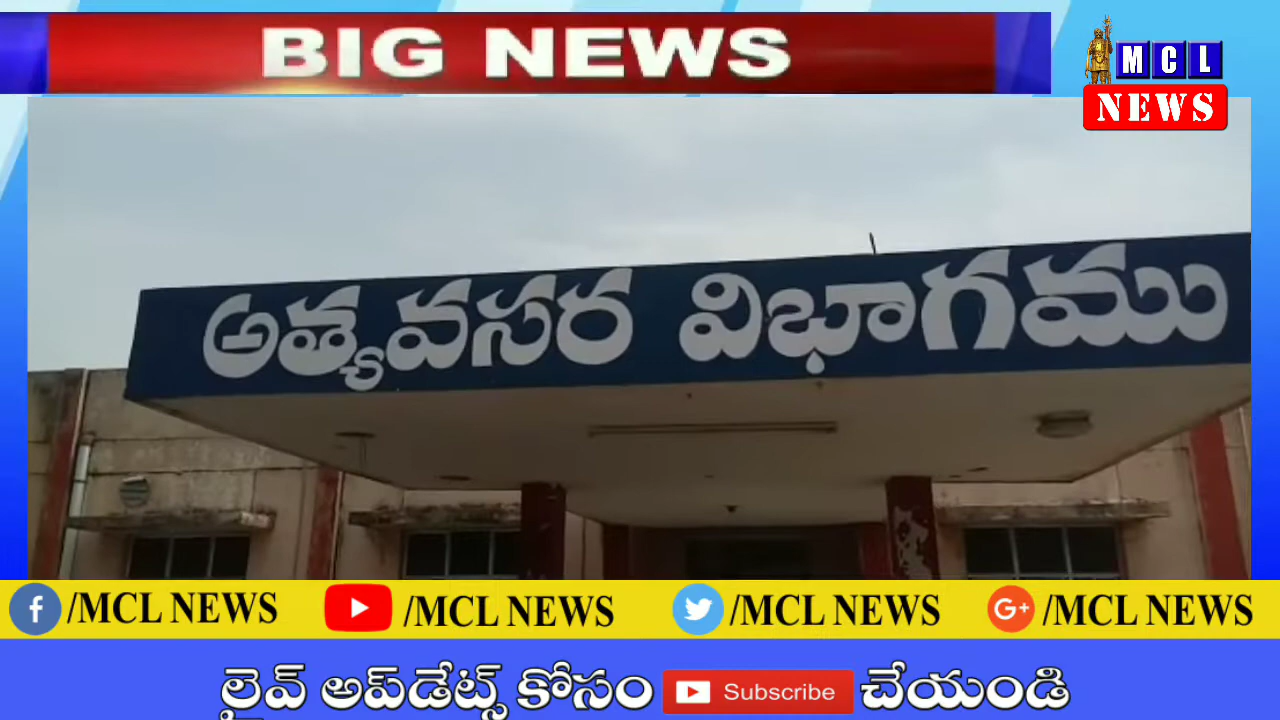 BIG NEWS
MCL
NEWS
అత్యవసర విభాగము
/MCL NEWS /MCL NEWS /MCL NEWS G+ /MCL NEWS
లైవ్ అప్‌డేట్స్ కోసం Subscribe చేయండి